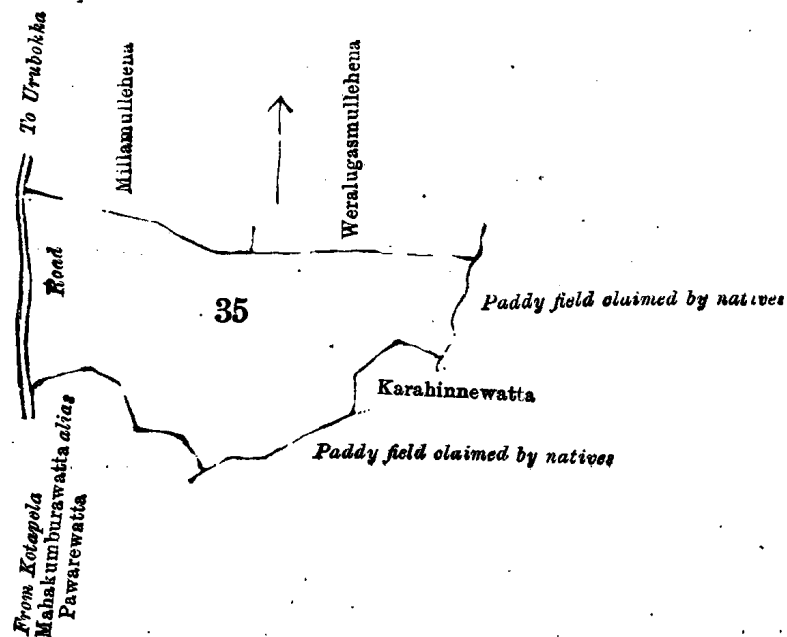 To Urubokka
Millamullehena
Weralugasmullehena
Road
35
Paddy field claimed by natives
Karahinnewatta
Paddy field claimed by natives
From Kotapola
Mahakumburawatta alias
Pawarewatta